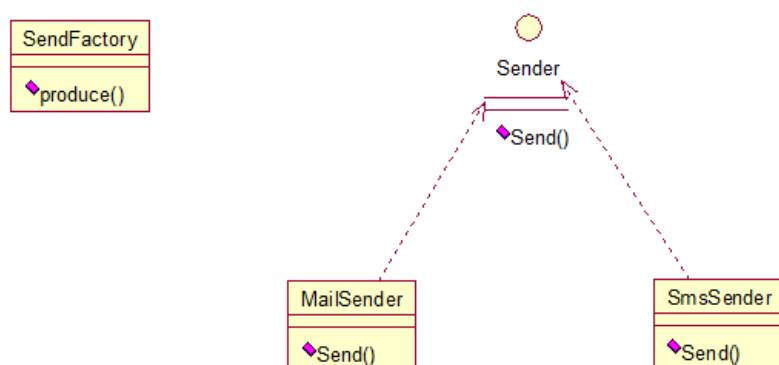 SendFactory
produce()
Sender
Send()
MailSender
Send()
SmsSender
Send()